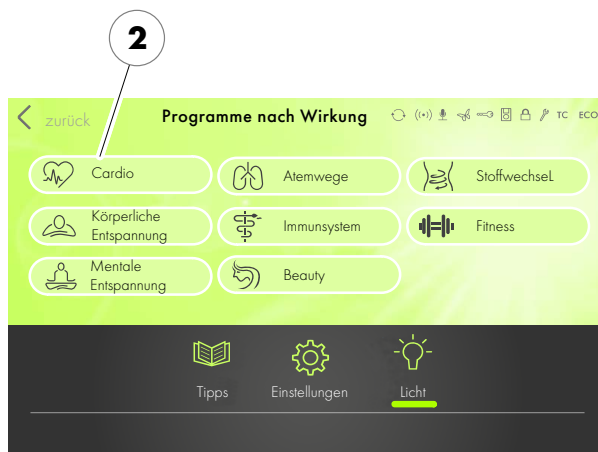 2
zurück Programme nach Wirkung TC ECO
Cardio Atemwege Stoffwechsel
Körperliche
Entspannung
Immunsystem Fitness
Mentale
Entspannung
Beauty
Tipps Einstellungen Licht